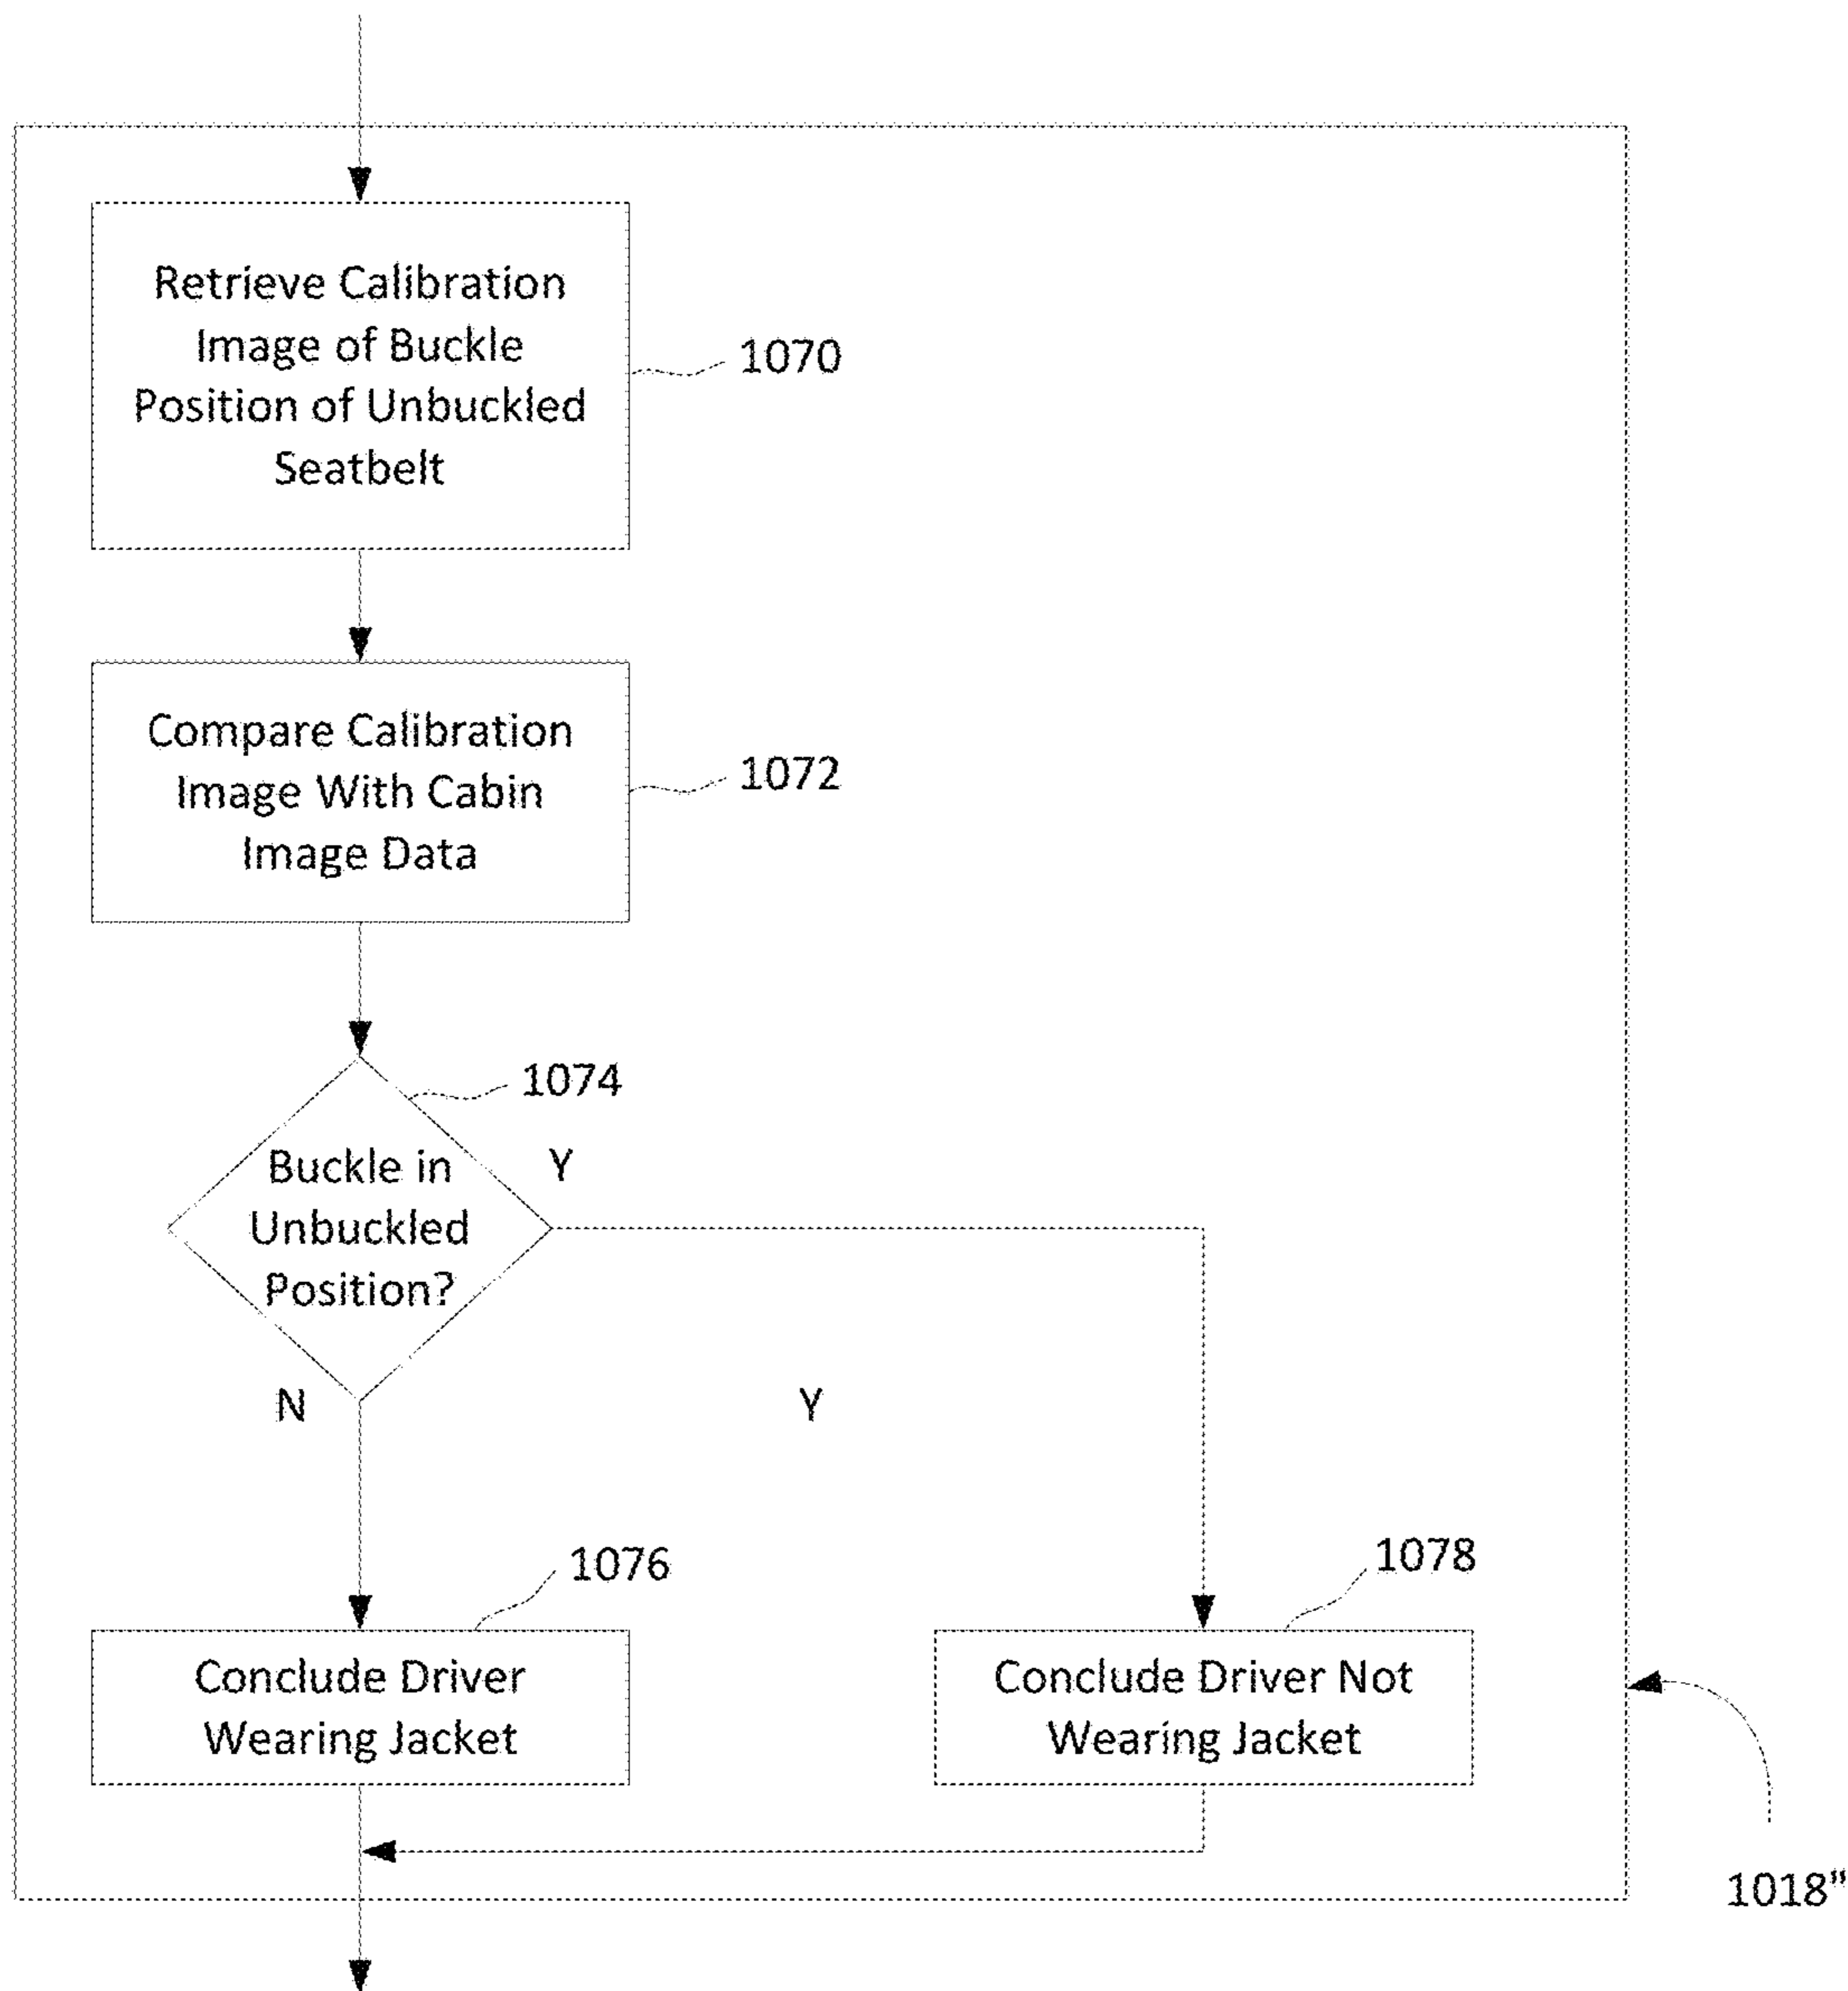 Retrieve Calibration
Image of Buckle
Position of Unbuckled
Seatbelt
1070
Compare Calibration
Image With Cabin
Image Data
1072
1074
Buckle in
Unbuckled
Position?
Y
N
Y
1076
1078
Conclude Driver
Wearing Jacket
Conclude Driver Not
Wearing Jacket
1018"